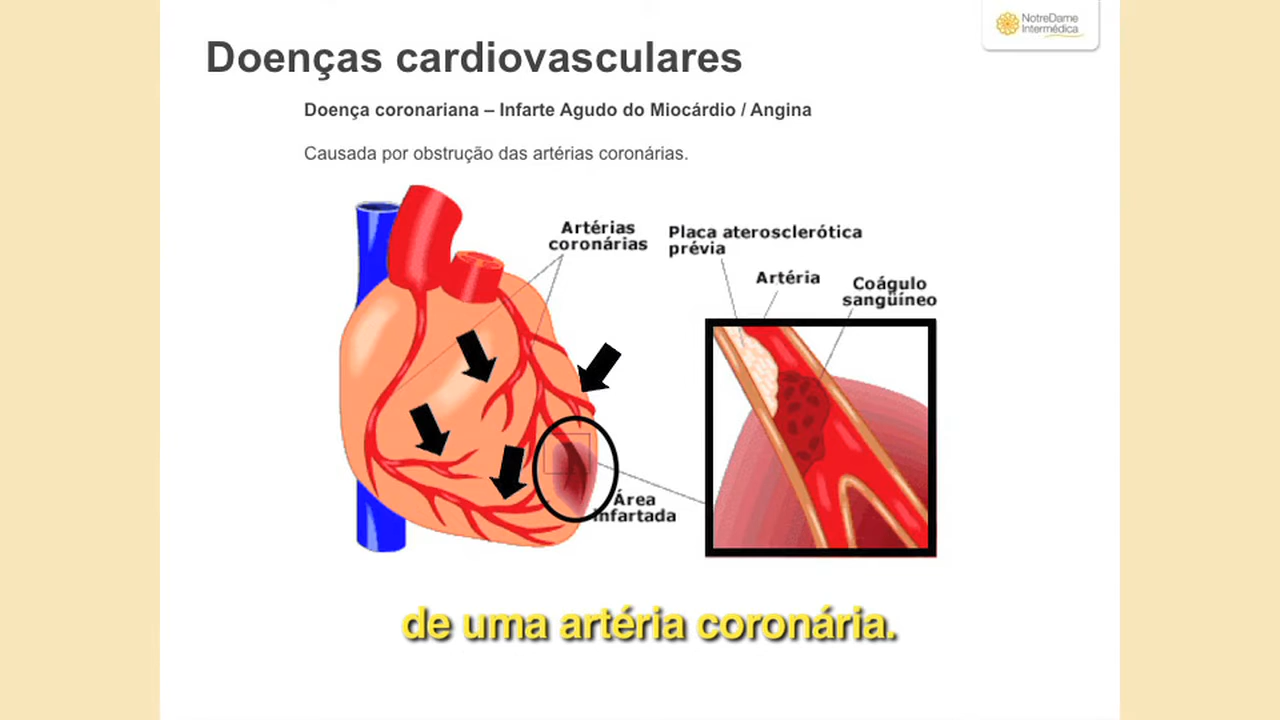 NotreDame
Intermédica
Doenças cardiovasculares
Doença coronariana – Infarte Agudo do Miocárdio / Angina
Causada por obstrução das artérias coronárias.
Artérias
coronárias
Placa aterosclerótica
prévia
Artéria
Coágulo
sangüíneo
Área
infartada
de uma artéria coronária.